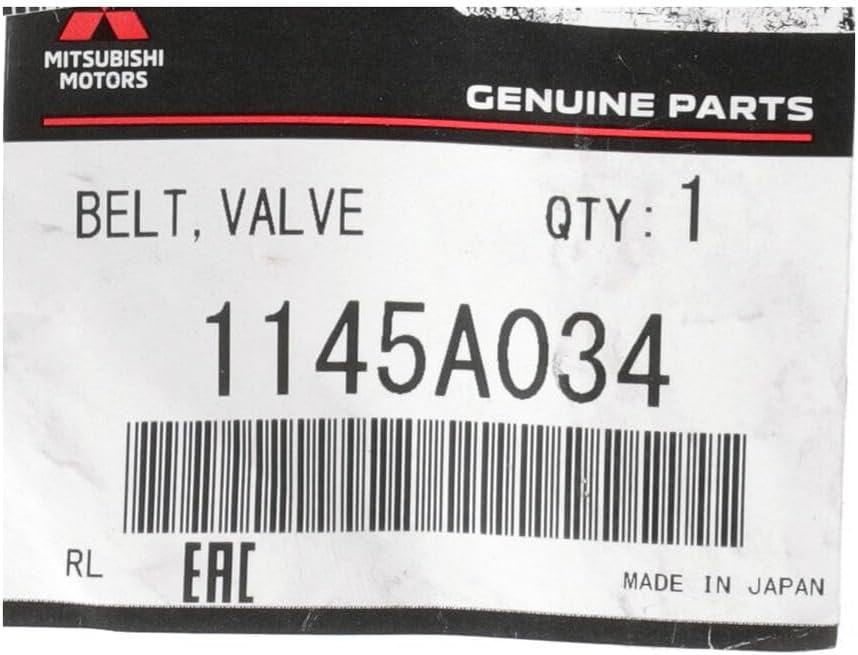 MITSUBISHI
MOTORS
GENUINE PARTS
BELT, VALVE QTY: 1
1145A034
RL EAC MADE IN JAPAN